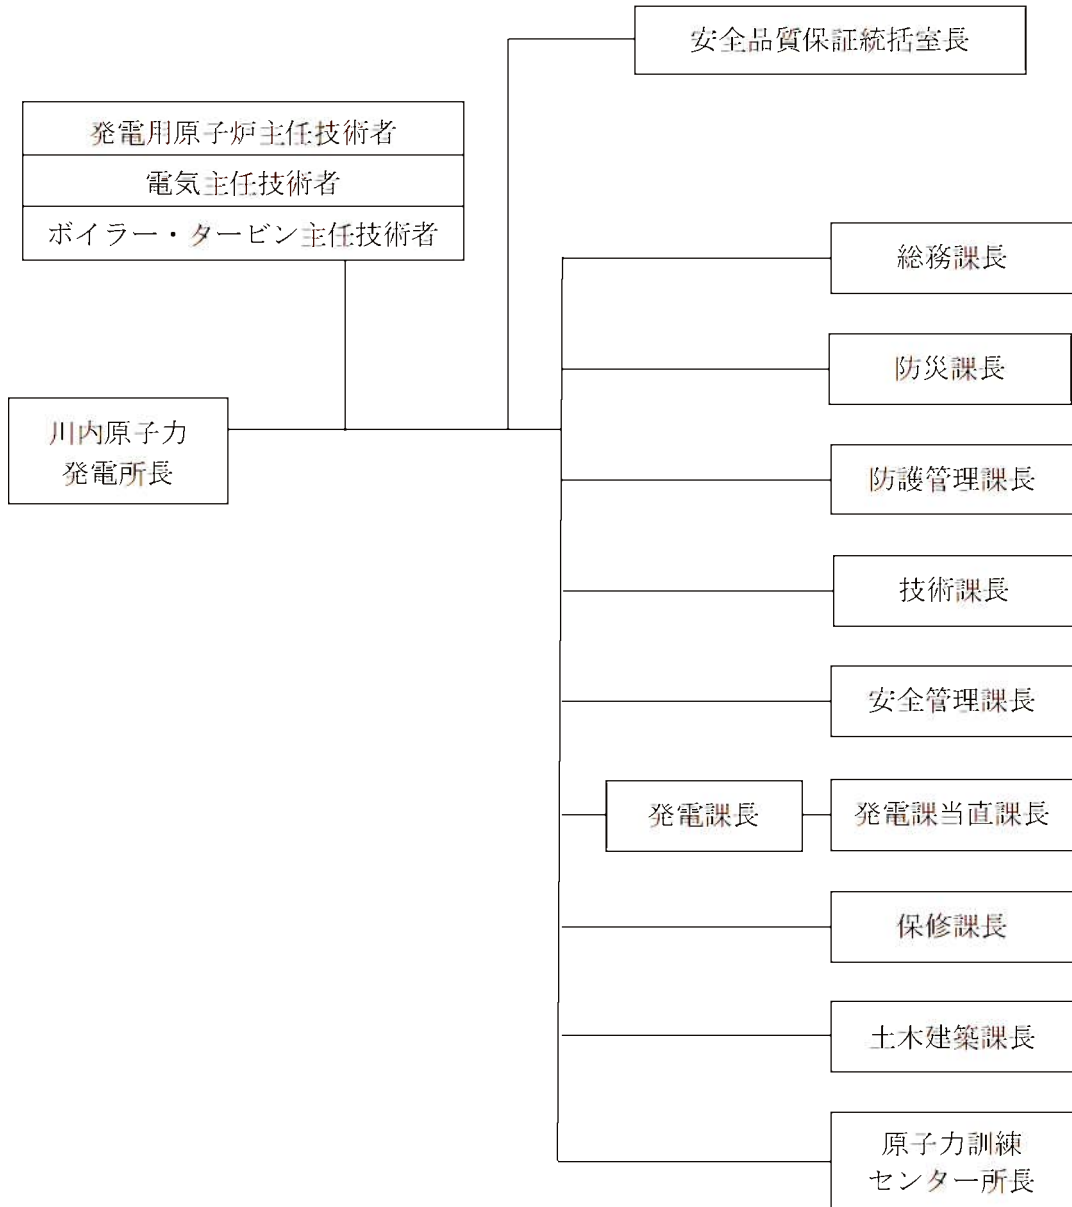 安全品質保証統括室長
発電用原子炉主任技術者
電気主任技術者
ボイラー・タービン主任技術者
総務課長
防災課長
川内原子力
発電所長
防護管理課長
技術課長
安全管理課長
発電課長
発電課当直課長
保修課長
土木建築課長
原子力訓練
センター所長